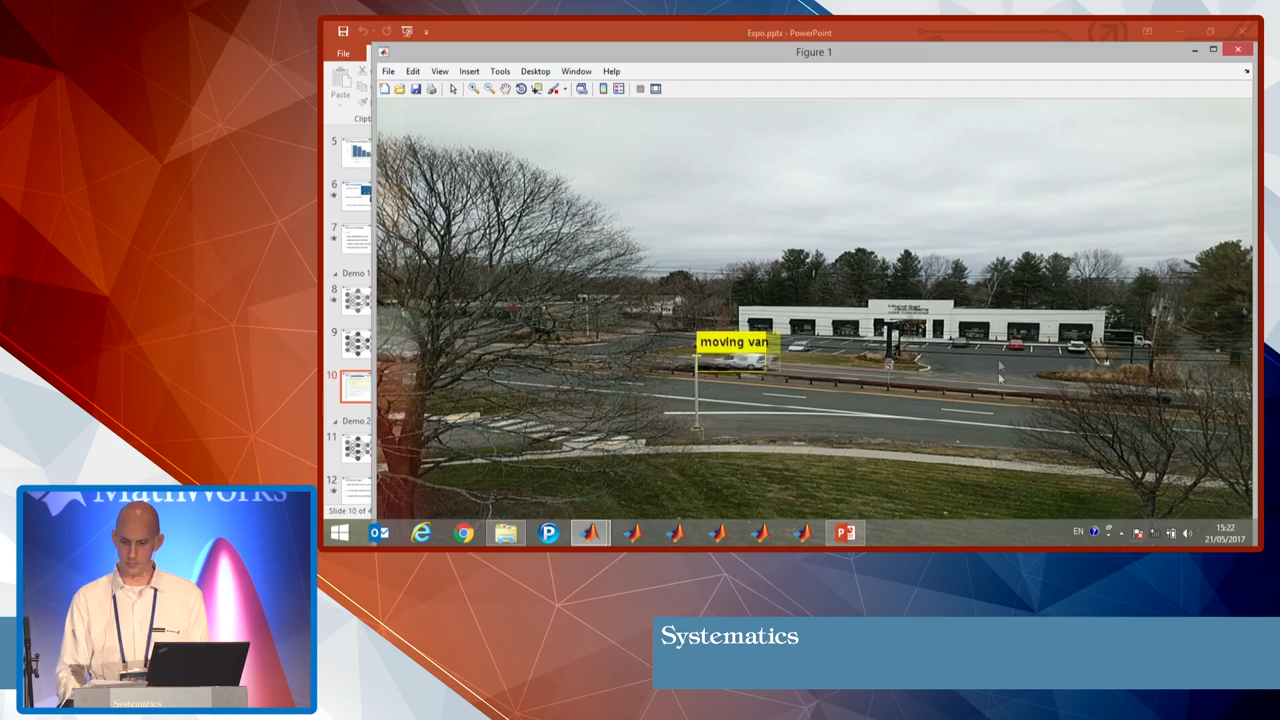 Expo.pptx - PowerPoint
File
Figure 1
File Edit View Insert Tools Desktop Window Help
Paste
5
6
7
Demo 1
8
9
10
Demo 2
11
12
Slide 10 of 4
moving van
EN
15:22
21/05/2017
MathWorks
Systematics
Systematics